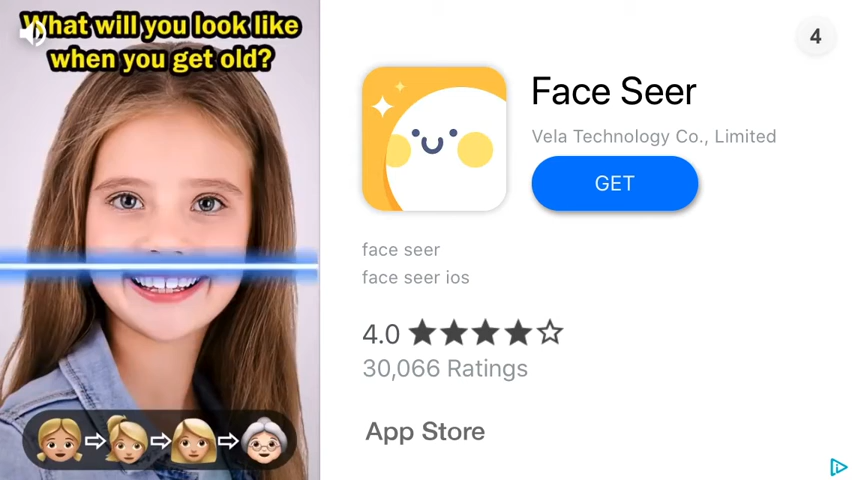 What will you look like
when you get old?
4
Face Seer
Vela Technology Co., Limited
GET
face seer
face seer ios
4.0
30,066 Ratings
App Store